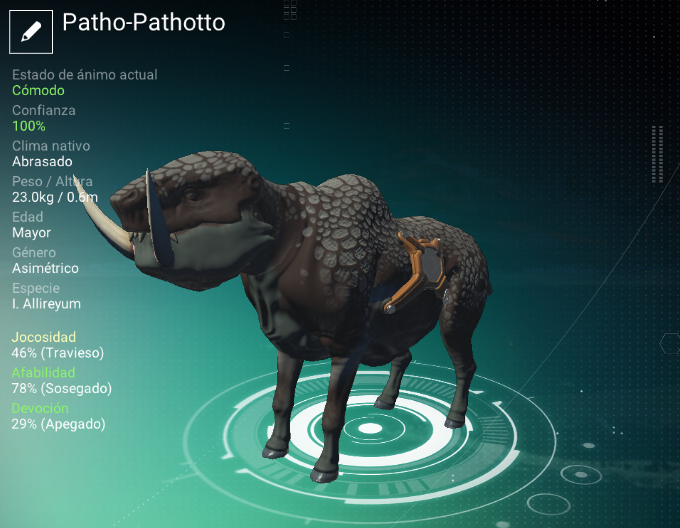 Patho-Pathotto
Estado de ánimo actual
Cómodo
Confianza
100%
Clima nativo
Abrasado
Peso / Altura
23.0kg / 0.6m
Edad
Mayor
Género
Asimétrico
Especie
I. Allireyum
Jocosidad
46% (Travieso)
Afabilidad
78% (Sosegado)
Devoción
29% (Apegado)